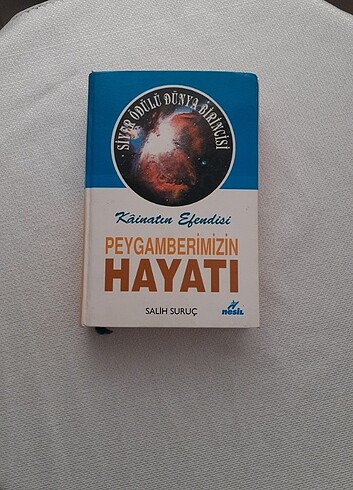 SİYER ÖDÜLÜ DÜNYA BİRİNCİSİ
Kâinatın Efendisi
PEYGAMBERİMİZİN
HAYATI
SALİH SURUÇ
nesil